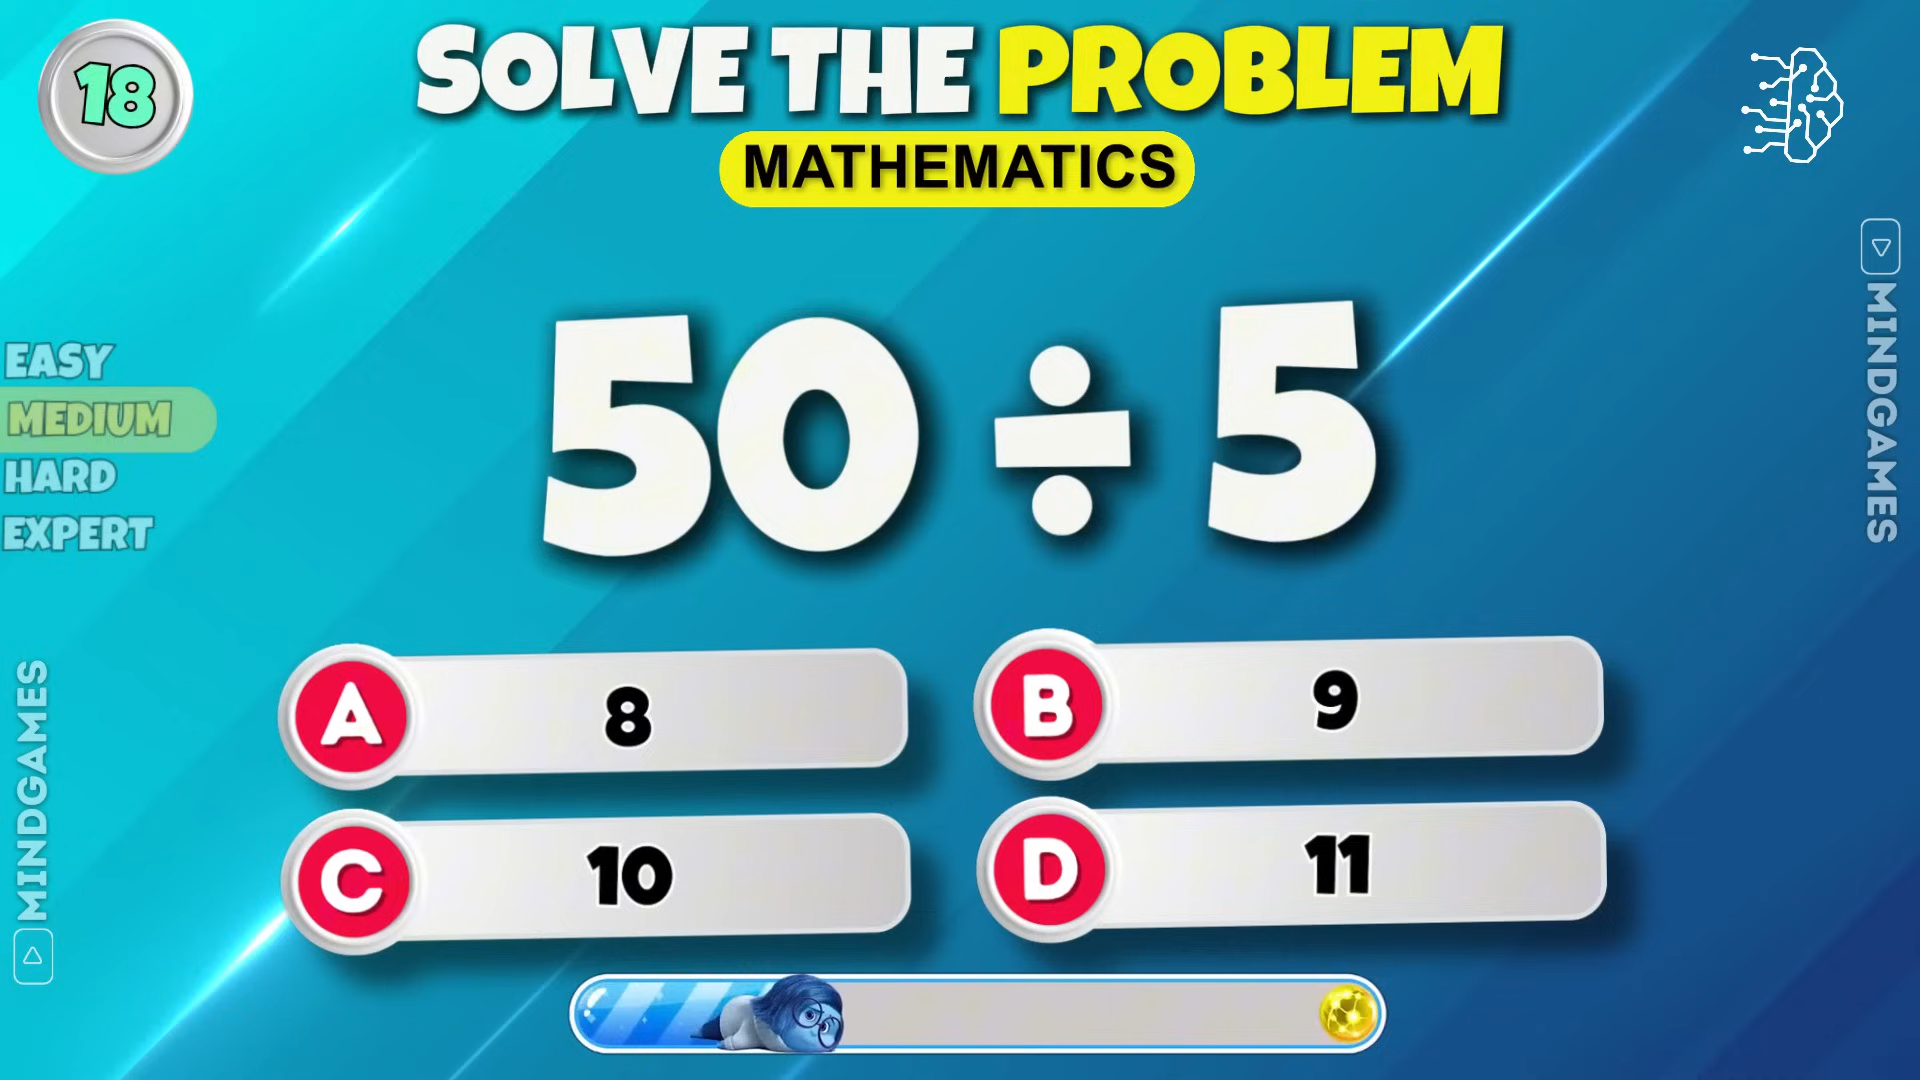 18
SOLVE THE PROBLEM
MATHEMATICS
EASY
MEDIUM
HARD
EXPERT
50 ÷ 5
A 8
B 9
C 10
D 11
MINDGAMES
MINDGAMES